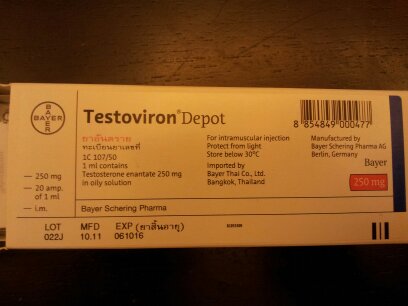 BAYER
BAYER
Testoviron® Depot
ยาอันตราย
ทะเบียนยาเลขที่
1C 107/50
1 ml contains
Testosterone enantate 250 mg
in oily solution
250 mg
20 amp.
of 1 ml
i.m.
For intramuscular injection
Protect from light
Store below 30°C
Imported by
Bayer Thai Co., Ltd.
Bangkok, Thailand
8 854849 000477
Manufactured by
Bayer Schering Pharma AG
Berlin, Germany
Bayer
250 mg
Bayer Schering Pharma
LOT MFD EXP (ยาสิ้นอายุ)
022J 10.11 061016